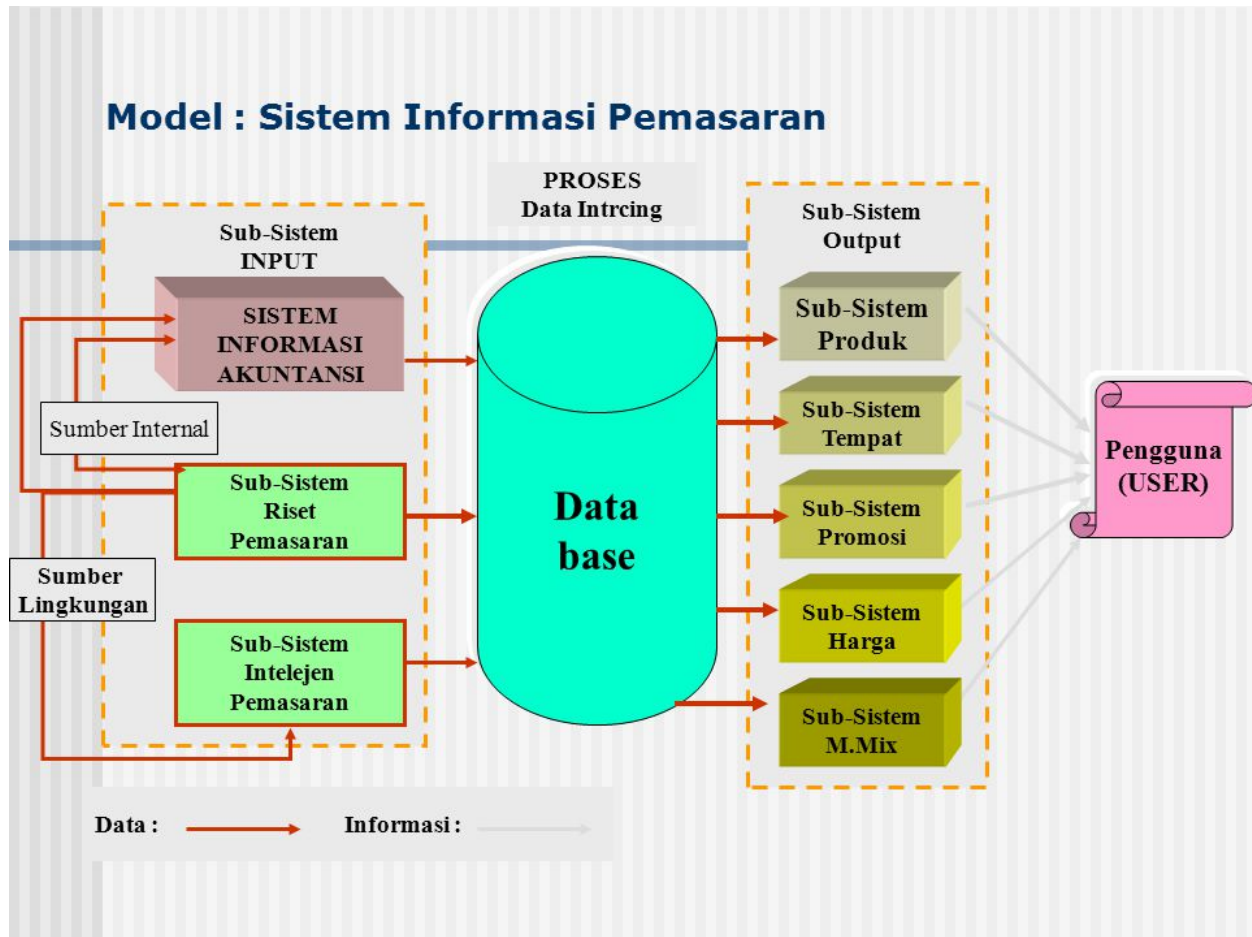 Model : Sistem Informasi Pemasaran
PROSES
Data Intrcing
Sub-Sistem
INPUT
SISTEM
INFORMASI
AKUNTANSI
Sumber Internal
Sub-Sistem
Riset
Pemasaran
Sumber
Lingkungan
Sub-Sistem
Intelejen
Pemasaran
Data
base
Sub-Sistem
Output
Sub-Sistem
Produk
Sub-Sistem
Tempat
Sub-Sistem
Promosi
Sub-Sistem
Harga
Sub-Sistem
M.Mix
Pengguna
(USER)
Data :
Informasi :